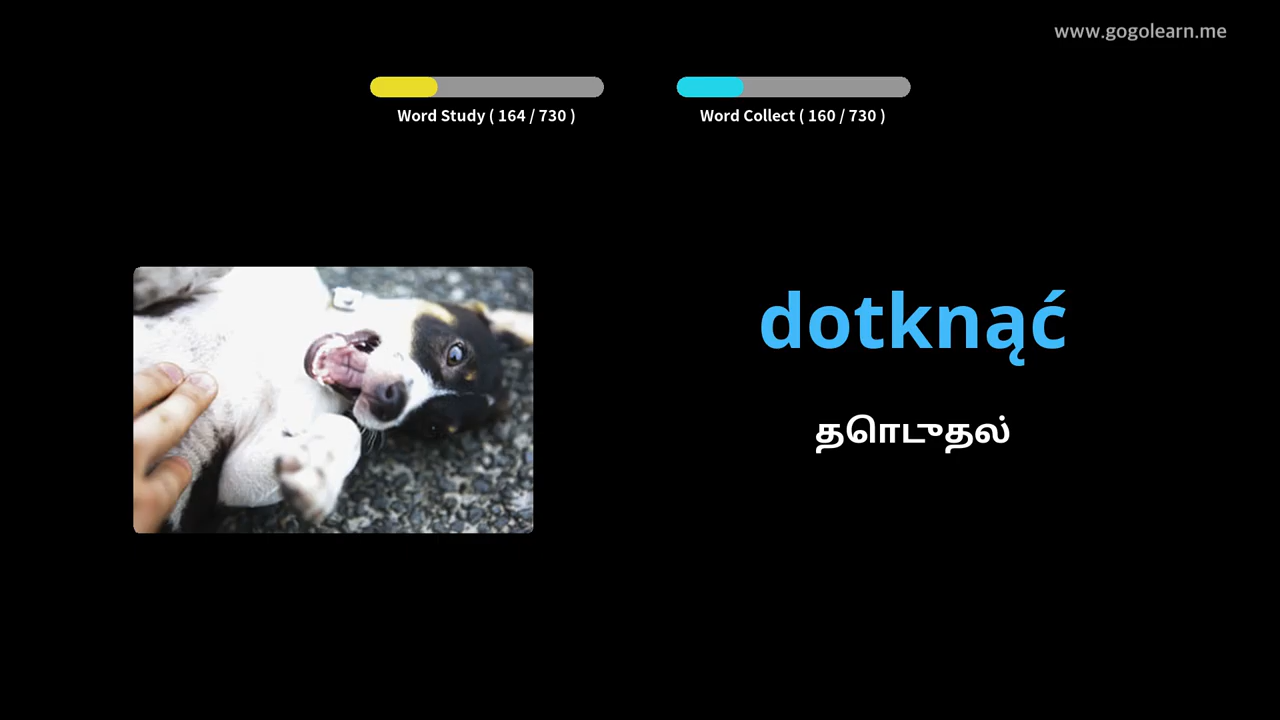 www.gogolearn.me
Word Study ( 164 / 730 )
Word Collect ( 160 / 730 )
dotknąć
தொடுதல்